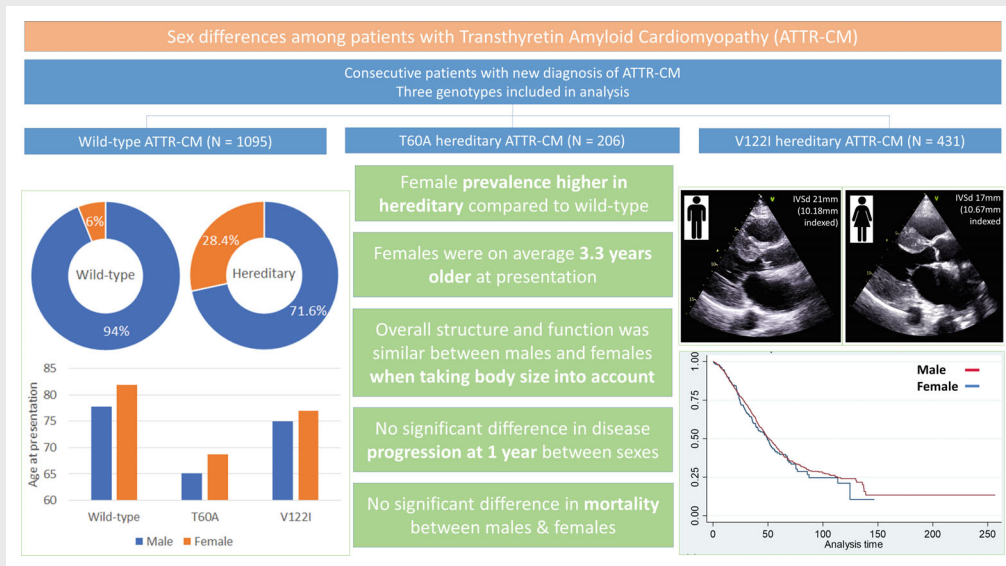 Sex differences among patients with Transthyretin Amyloid Cardiomyopathy (ATTR-CM)
Consecutive patients with new diagnosis of ATTR-CM
Three genotypes included in analysis
Wild-type ATTR-CM (N = 1095)
T60A hereditary ATTR-CM (N = 206)
V122I hereditary ATTR-CM (N = 431)
6%
Wild-type
94%
28.4%
Hereditary
71.6%
Age at presentation
85
80
75
70
65
60
Wild-type
T60A
V122I
Male
Female
Female prevalence higher in
hereditary compared to wild-type
Females were on average 3.3 years
older at presentation
Overall structure and function was
similar between males and females
when taking body size into account
No significant difference in disease
progression at 1 year between sexes
No significant difference in mortality
between males & females
IVSd 21mm
(10.18mm
indexed)
5
10
15
IVSd 17mm
(10.67mm
indexed
5
10
15
1.00
0.75
0.50
0.25
0.00
Male
Female
0
50
100
150
200
250
Analysis time